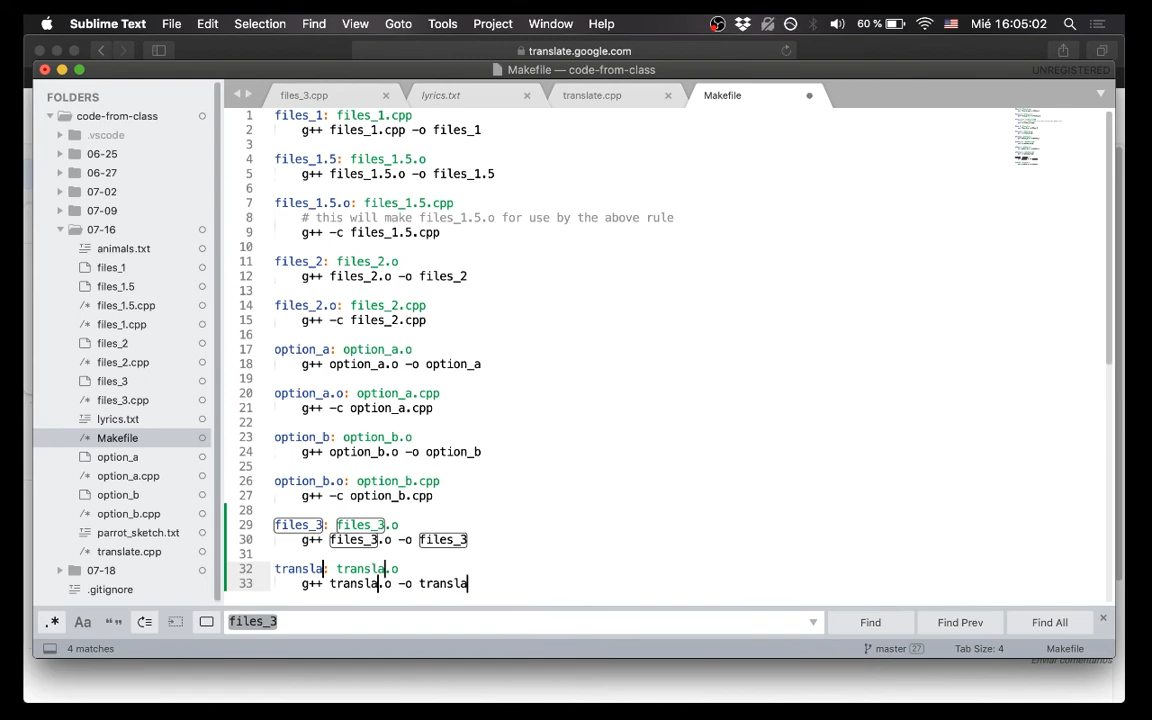 Sublime Text File Edit Selection Find View Goto Tools Project Window Help 60 % Mié 16:05:02
translate.google.com
Makefile — code-from-class UNREGISTERED
FOLDERS
code-from-class
.vscode
06-25
06-27
07-02
07-09
07-16
animals.txt
files_1
files_1.5
files_1.5.cpp
files_1.cpp
files_2
files_2.cpp
files_3
files_3.cpp
lyrics.txt
Makefile
option_a
option_a.cpp
option_b
option_b.cpp
parrot_sketch.txt
translate.cpp
07-18
.gitignore
files_3.cpp lyrics.txt translate.cpp Makefile
1 files_1: files_1.cpp
2 g++ files_1.cpp -o files_1
3
4 files_1.5: files_1.5.o
5 g++ files_1.5.o -o files_1.5
6
7 files_1.5.o: files_1.5.cpp
8 # this will make files_1.5.o for use by the above rule
9 g++ -c files_1.5.cpp
10
11 files_2: files_2.o
12 g++ files_2.o -o files_2
13
14 files_2.o: files_2.cpp
15 g++ -c files_2.cpp
16
17 option_a: option_a.o
18 g++ option_a.o -o option_a
19
20 option_a.o: option_a.cpp
21 g++ -c option_a.cpp
22
23 option_b: option_b.o
24 g++ option_b.o -o option_b
25
26 option_b.o: option_b.cpp
27 g++ -c option_b.cpp
28
29 files_3: files_3.o
30 g++ files_3.o -o files_3
31
32 transla: transla.o
33 g++ transla.o -o transla
.* Aa “” files_3 Find Find Prev Find All
4 matches master 27 Tab Size: 4 Makefile
Enviar comentarios